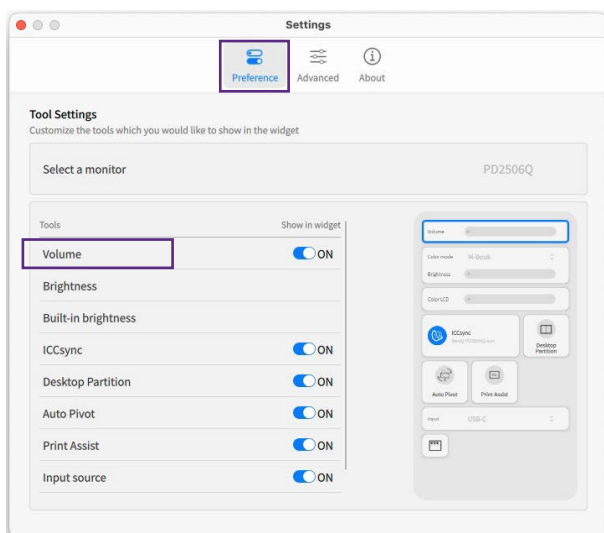 Settings
Preference
Advanced
About
Tool Settings
Customize the tools which you would like to show in the widget
Select a monitor
PD2506Q
Tools
Show in widget
Volume
ON
Brightness
Built-in brightness
ICCsync
ON
Desktop Partition
ON
Auto Pivot
ON
Print Assist
ON
Input source
ON
Volume
Color mode
M-Book
Brightness
Color LCD
ICCsync
Desktop
Partition
Auto Pivot
Print Assist
Input
USB-C